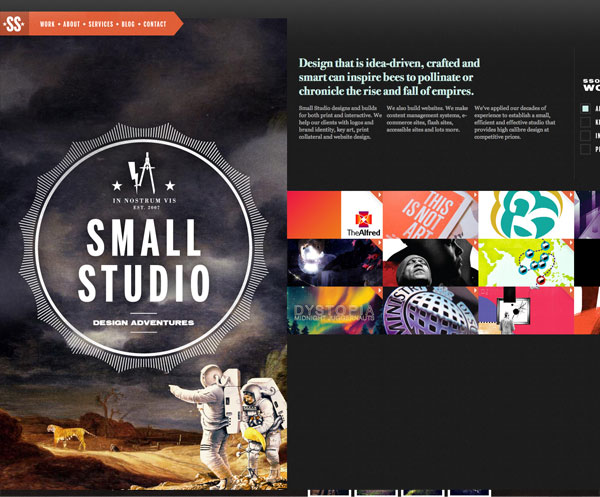 SS
WORK + ABOUT + SERVICES + BLOG + CONTACT
IN NOSTRUM VIS
EST. 2007
SMALL
STUDIO
DESIGN ADVENTURES
Design that is idea-driven, crafted and
smart can inspire bees to pollinate or
chronicle the rise and fall of empires.
Small Studio designs and builds
for both print and interactive. We
help our clients with logos and
brand identity, key art, print
collateral and website design.
We also build websites. We make
content management systems, e-
commerce sites, flash sites,
accessible sites and lots more.
We've applied our decades of
experience to establish a small,
efficient and effective studio that
provides high calibre design at
competitive prices.
TheAlfred
THIS
IS NOT
ART
DYSTOPIA